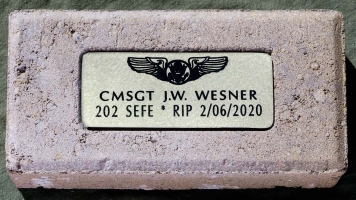 CMSGT J.W. WESNER
202 SEFE * RIP 2/06/2020